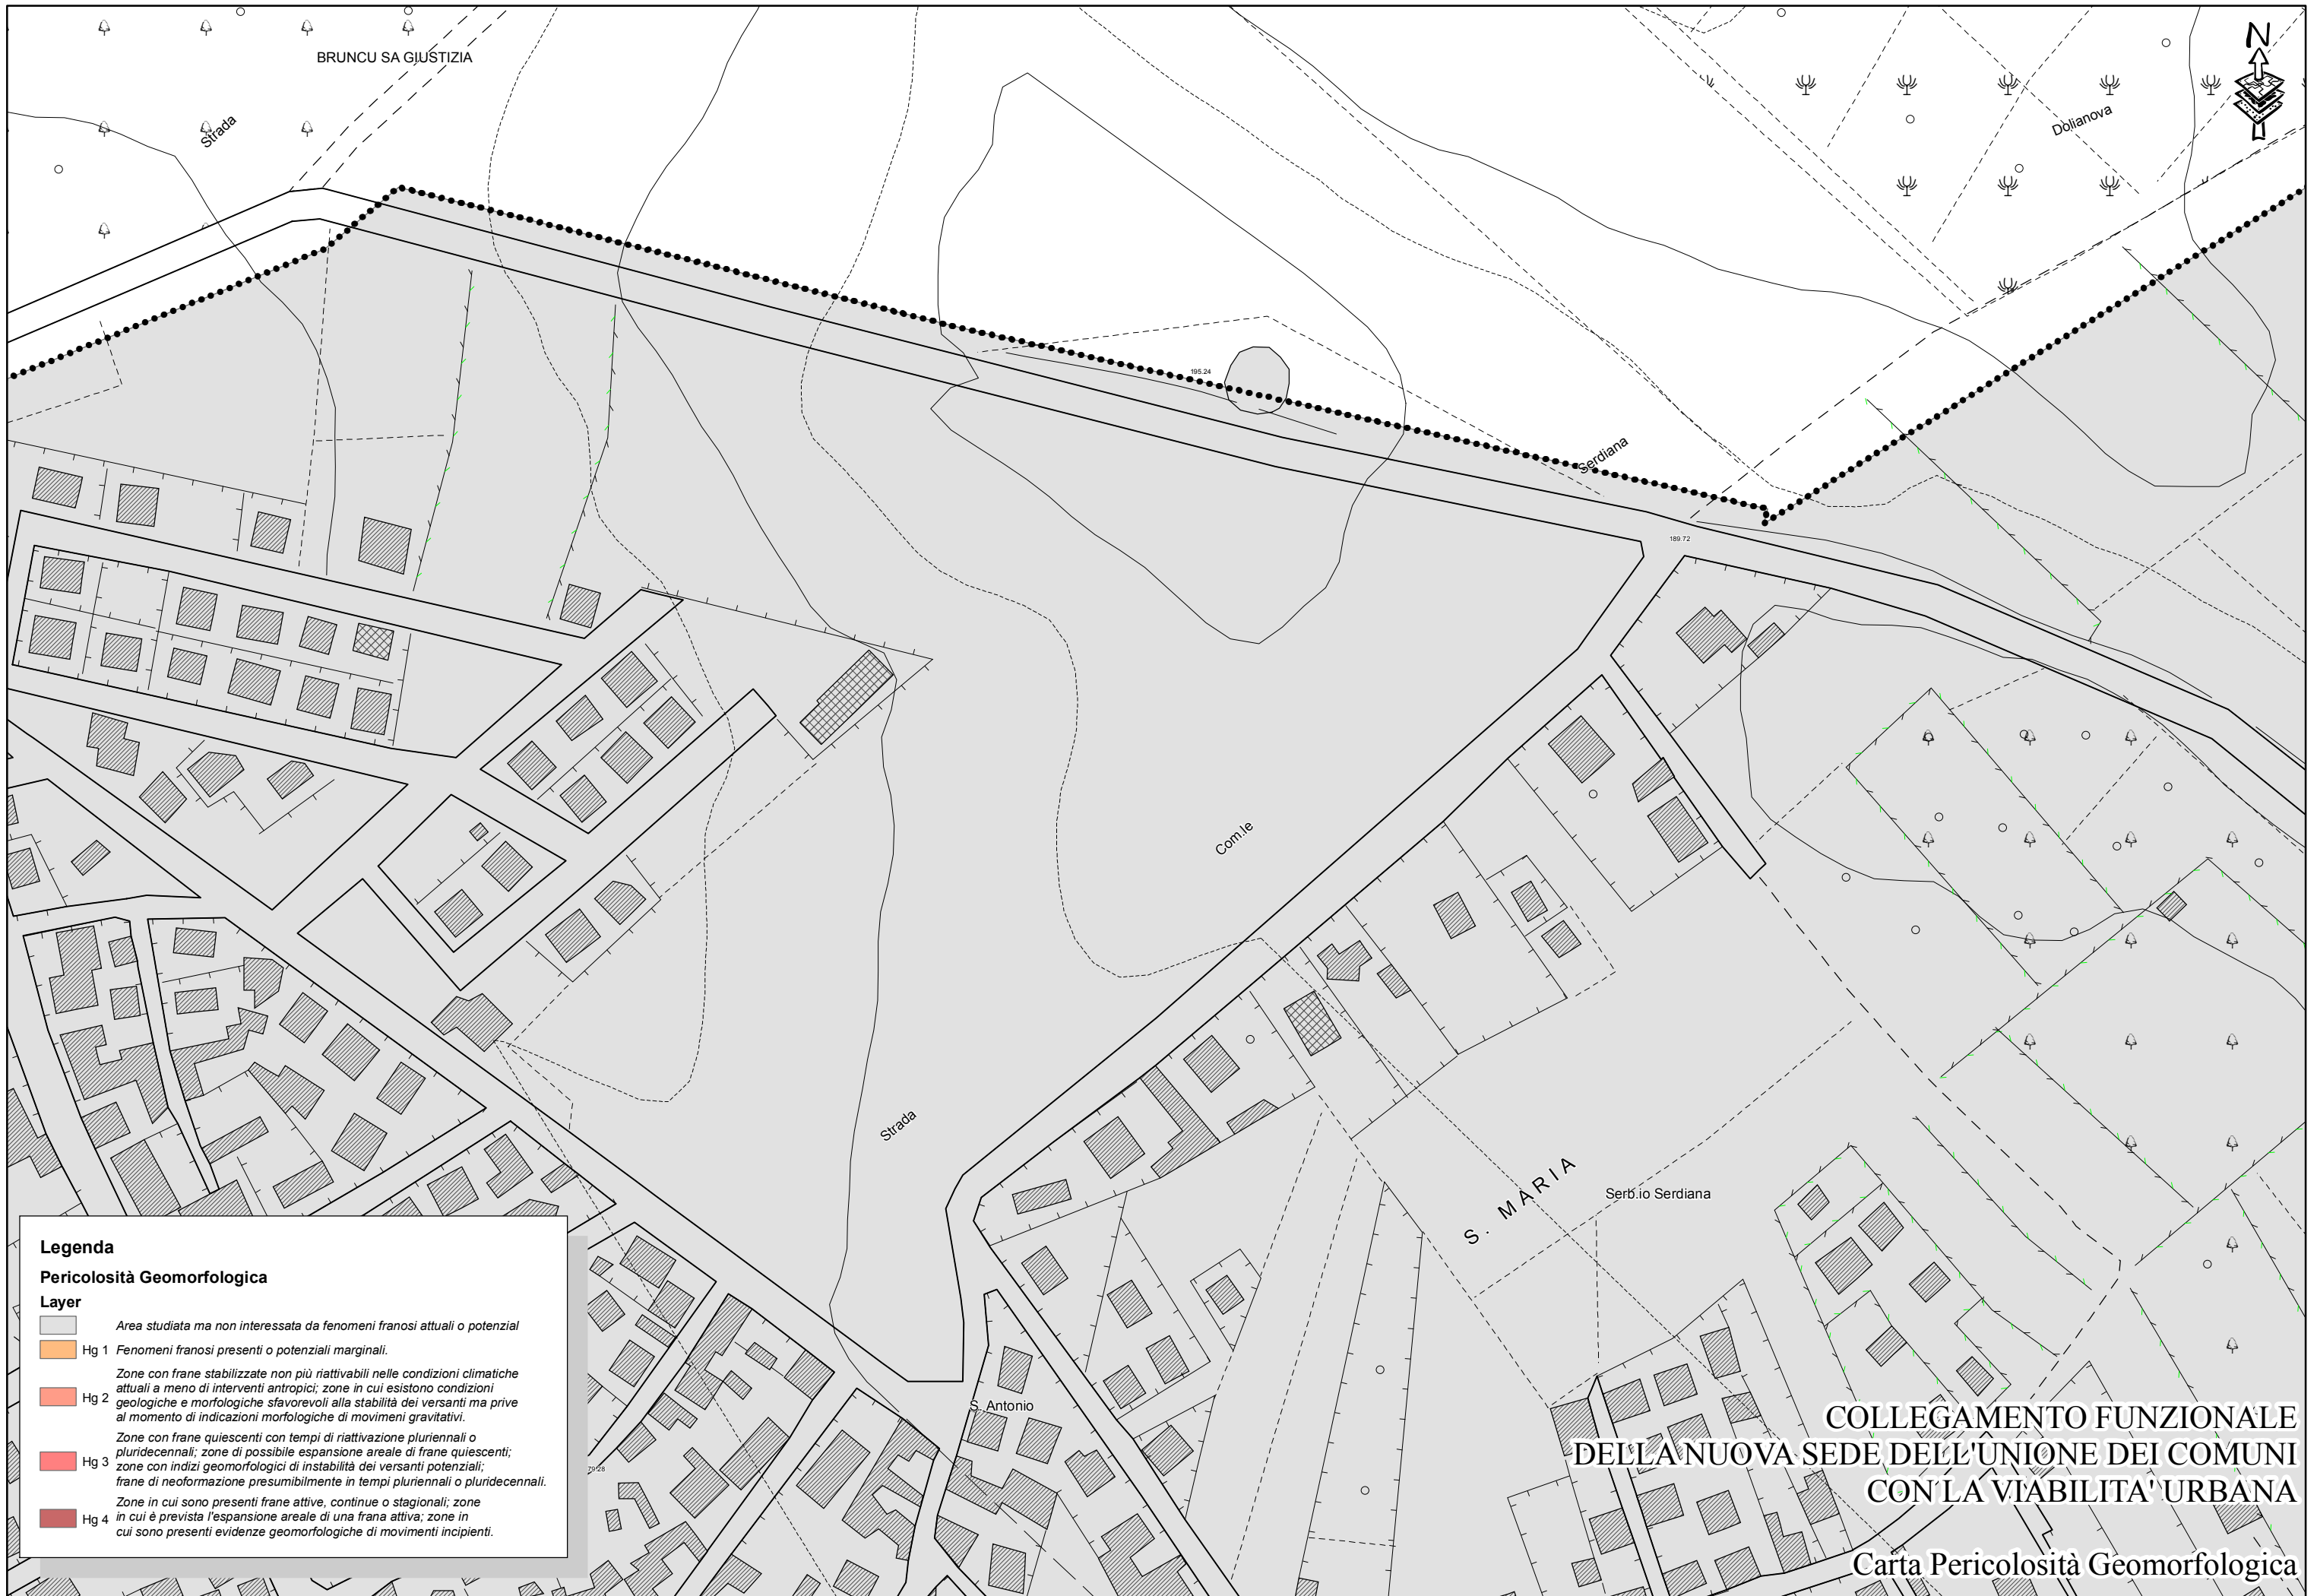 BRUNCU SA GIUSTIZIA
N
Strada
Dolianova
195.24
Serdiana
189.72
Com.le
Strada
S. MARIA
Serb.io Serdiana
S. Antonio
79.28
Legenda
Pericolosità Geomorfologica
Layer
Area studiata ma non interessata da fenomeni franosi attuali o potenzial
Hg 1 Fenomeni franosi presenti o potenziali marginali.
Zone con frane stabilizzate non più riattivabili nelle condizioni climatiche
attuali a meno di interventi antropici; zone in cui esistono condizioni
Hg 2 geologiche e morfologiche sfavorevoli alla stabilità dei versanti ma prive
al momento di indicazioni morfologiche di movimeni gravitativi.
Zone con frane quiescenti con tempi di riattivazione pluriennali o
pluridecennali; zone di possibile espansione areale di frane quiescenti;
Hg 3 zone con indizi geomorfologici di instabilità dei versanti potenziali;
frane di neoformazione presumibilmente in tempi pluriennali o pluridecennali.
Zone in cui sono presenti frane attive, continue o stagionali; zone
Hg 4 in cui è prevista l'espansione areale di una frana attiva; zone in
cui sono presenti evidenze geomorfologiche di movimenti incipienti.
COLLEGAMENTO FUNZIONALE
DELLA NUOVA SEDE DELL'UNIONE DEI COMUNI
CON LA VIABILITA' URBANA
Carta Pericolosità Geomorfologica